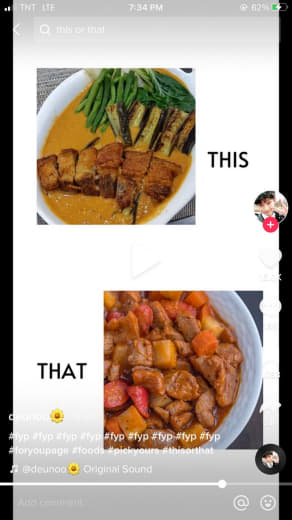 TNT LTE 7:34 PM 62%
this or that
THIS
THAT
deunoo🌼
#fyp #fyp #fyp #fyp #fyp #fyp #fyp #fyp #fyp
#foryoupage #foods #pickyours #thisorthat
@deunoo🌼 Original Sound
Add comment...